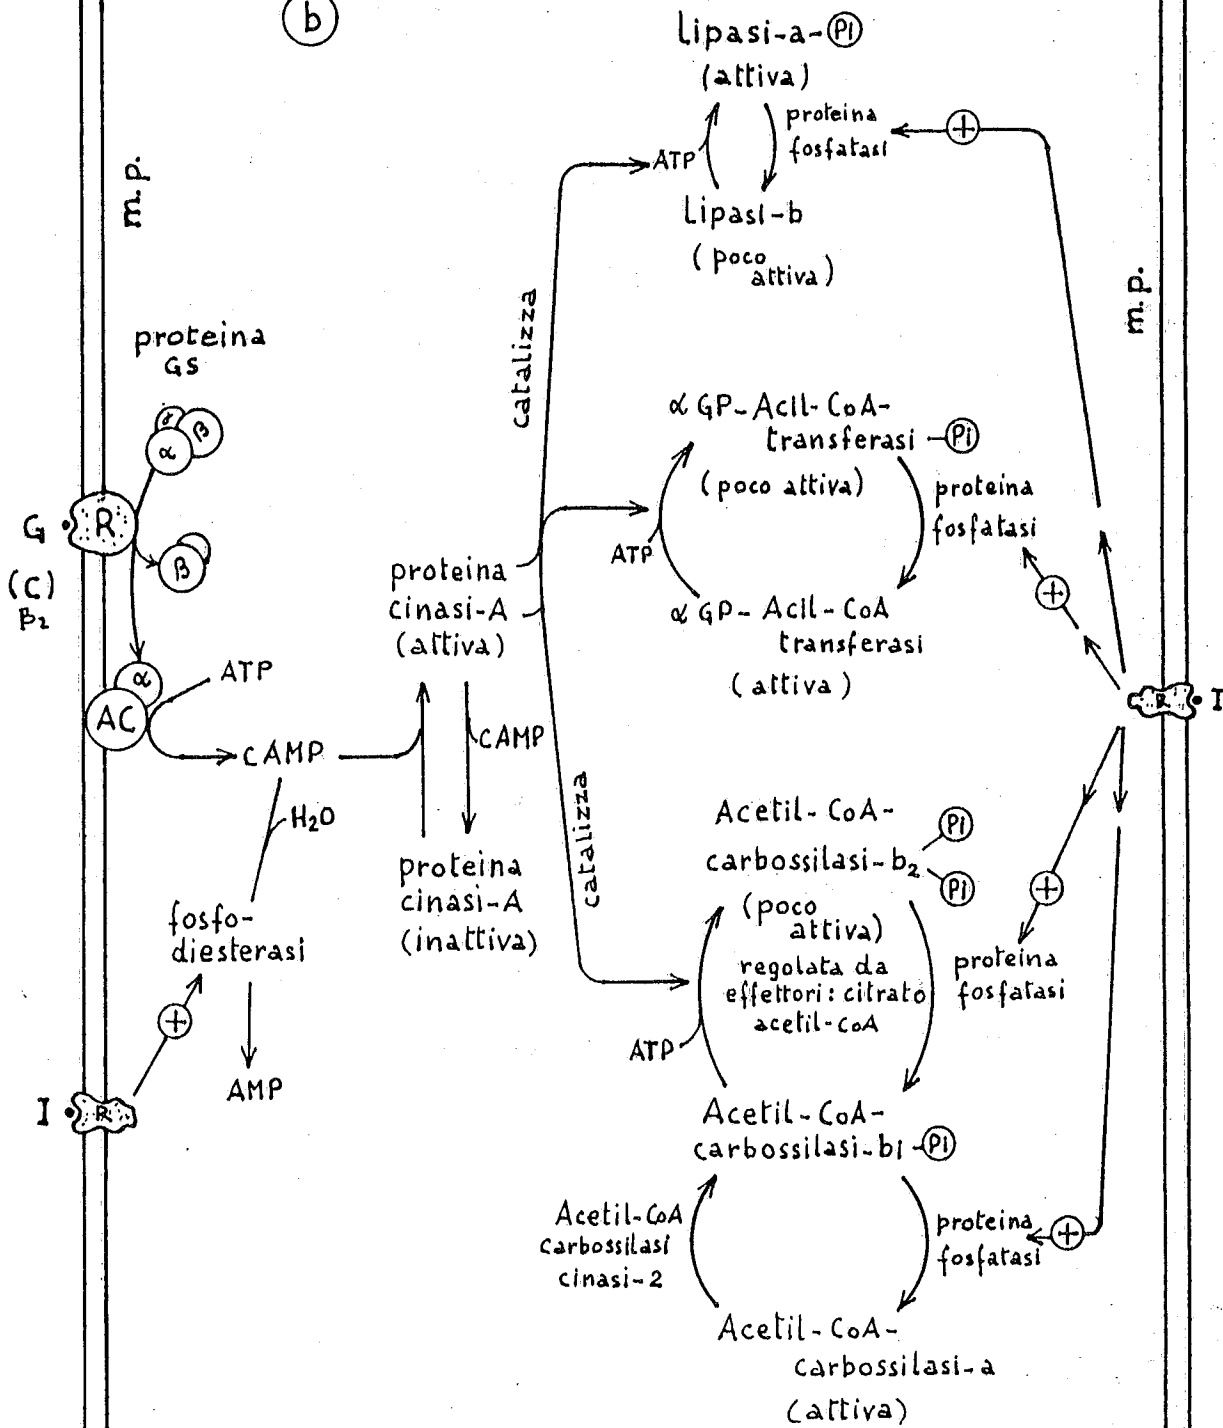 b
m.p.
proteina
GS
γ
β
α
G
R
(C)
β2
β
α
AC
ATP
cAMP
H2O
fosfo-
diesterasi
+
AMP
I
R
proteina
cinasi-A
(attiva)
cAMP
proteina
cinasi-A
(inattiva)
catalizza
catalizza
Lipasi-a-Pi
(attiva)
proteina
fosfatasi
+
ATP
Lipasi-b
(poco
attiva)
α GP-Acil-CoA-
transferasi-Pi
(poco attiva)
proteina
fosfatasi
+
ATP
α GP-Acil-CoA
transferasi
(attiva)
m.p.
R
I
Acetil-CoA-
carbossilasi-b2
Pi
Pi
(poco
attiva)
regolata da
effettori: citrato
acetil-CoA
ATP
+
proteina
fosfatasi
Acetil-CoA-
carbossilasi-b1-Pi
Acetil-CoA
carbossilasi
cinasi-2
proteina
fosfatasi
+
Acetil-CoA-
carbossilasi-a
(attiva)